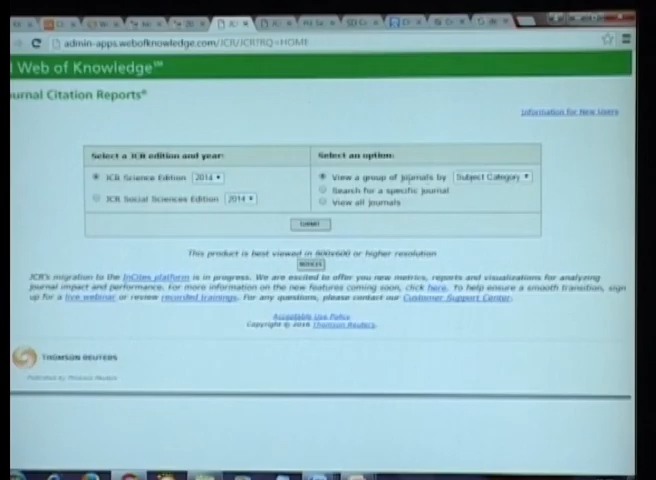 admin-apps.webofknowledge.com/JCR/JCR?RQ=HOME
Web of Knowledge℠
urnal Citation Reports®
Information for New Users
Select a JCR edition and year:
Select an option:
JCR Science Edition 2014
View a group of journals by Subject Category
Search for a specific journal
JCR Social Sciences Edition 2014
View all journals
SUBMIT
This product is best viewed in 800x600 or higher resolution
NOTICES
JCR's migration to the InCites platform is in progress. We are excited to offer you new metrics, reports and visualizations for analyzing
journal impact and performance. For more information on the new features coming soon, click here. To help ensure a smooth transition, sign
up for a live webinar or review recorded trainings. For any questions, please contact our Customer Support Center.
Acceptable Use Policy
Copyright © 2016 Thomson Reuters.
THOMSON REUTERS
Published by Thomson Reuters